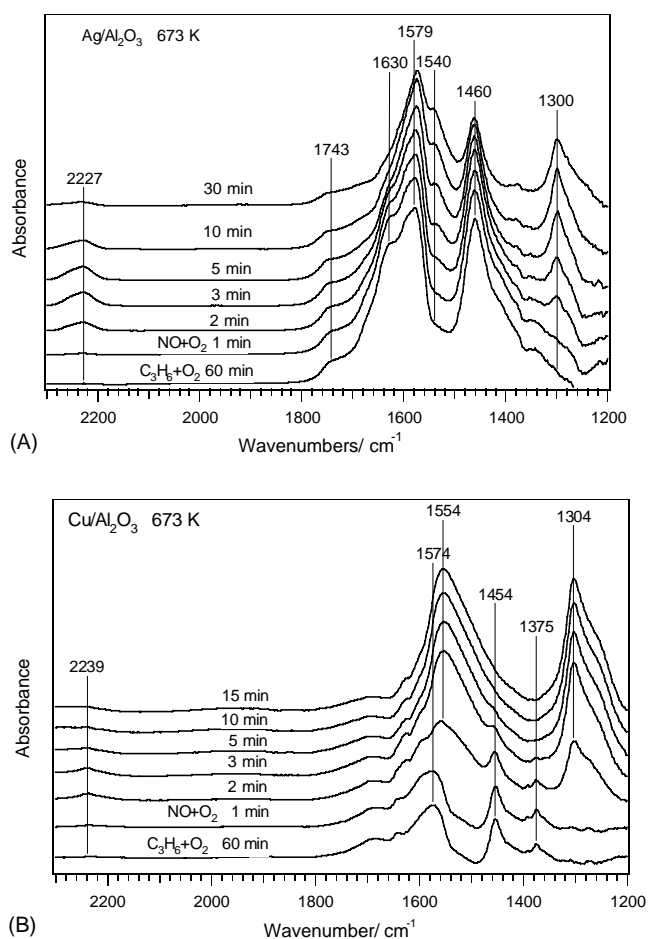 Ag/Al2O3 673 K
1579
1630
1540
1460
1300
1743
2227
30 min
10 min
5 min
3 min
2 min
NO+O2 1 min
C3H6+O2 60 min
Absorbance
2200
2000
1800
1600
1400
1200
Wavenumbers/ cm-1
(A)
Cu/Al2O3 673 K
1554
1304
1574
1454
1375
2239
15 min
10 min
5 min
3 min
2 min
NO+O2 1 min
C3H6+O2 60 min
Absorbance
2200
2000
1800
1600
1400
1200
Wavenumber/ cm-1
(B)